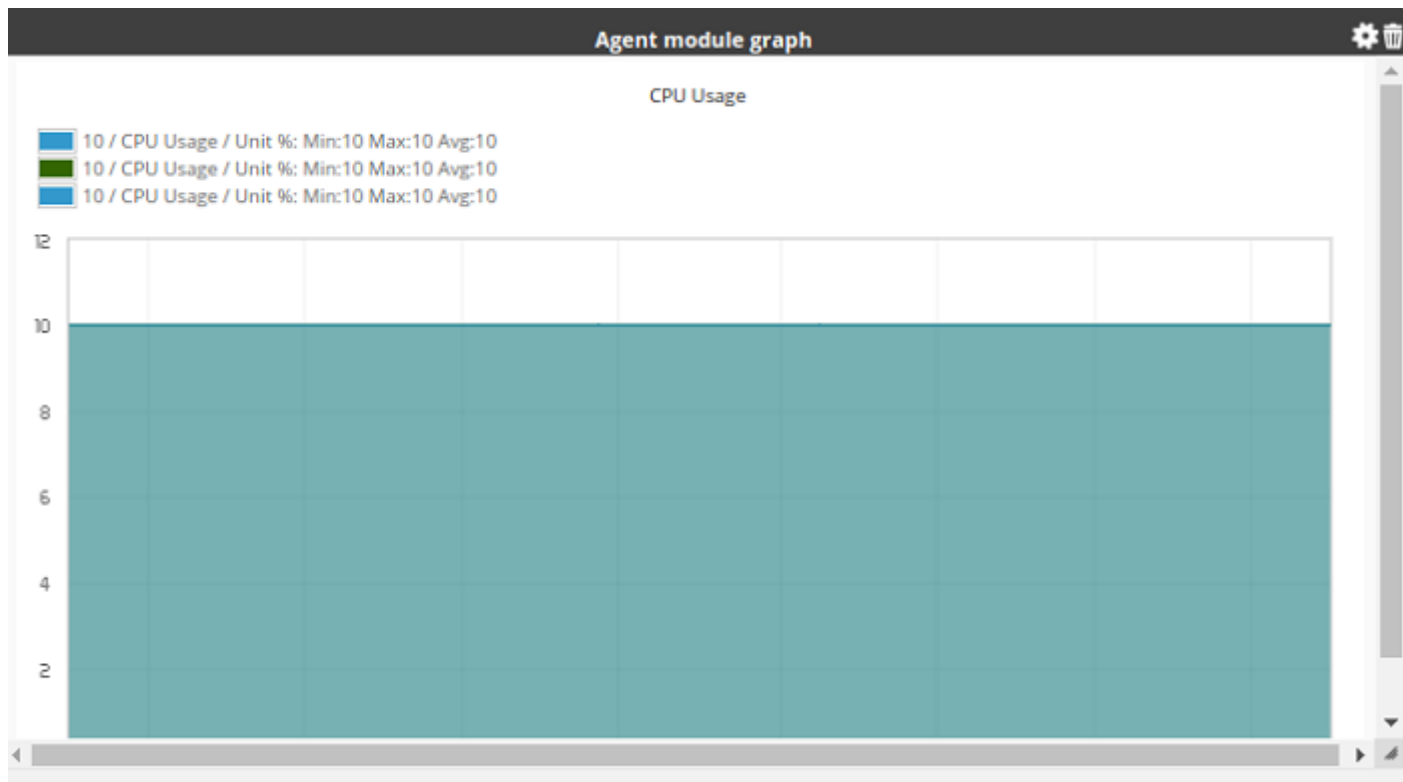 Agent module graph
CPU Usage
10 / CPU Usage / Unit %: Min:10 Max:10 Avg:10
10 / CPU Usage / Unit %: Min:10 Max:10 Avg:10
10 / CPU Usage / Unit %: Min:10 Max:10 Avg:10
12
10
8
6
4
2